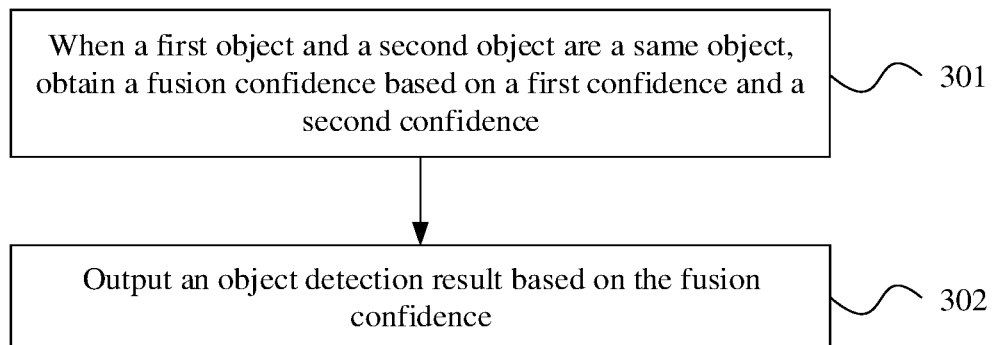 When a first object and a second object are a same object,
obtain a fusion confidence based on a first confidence and a
second confidence
301
Output an object detection result based on the fusion
confidence
302